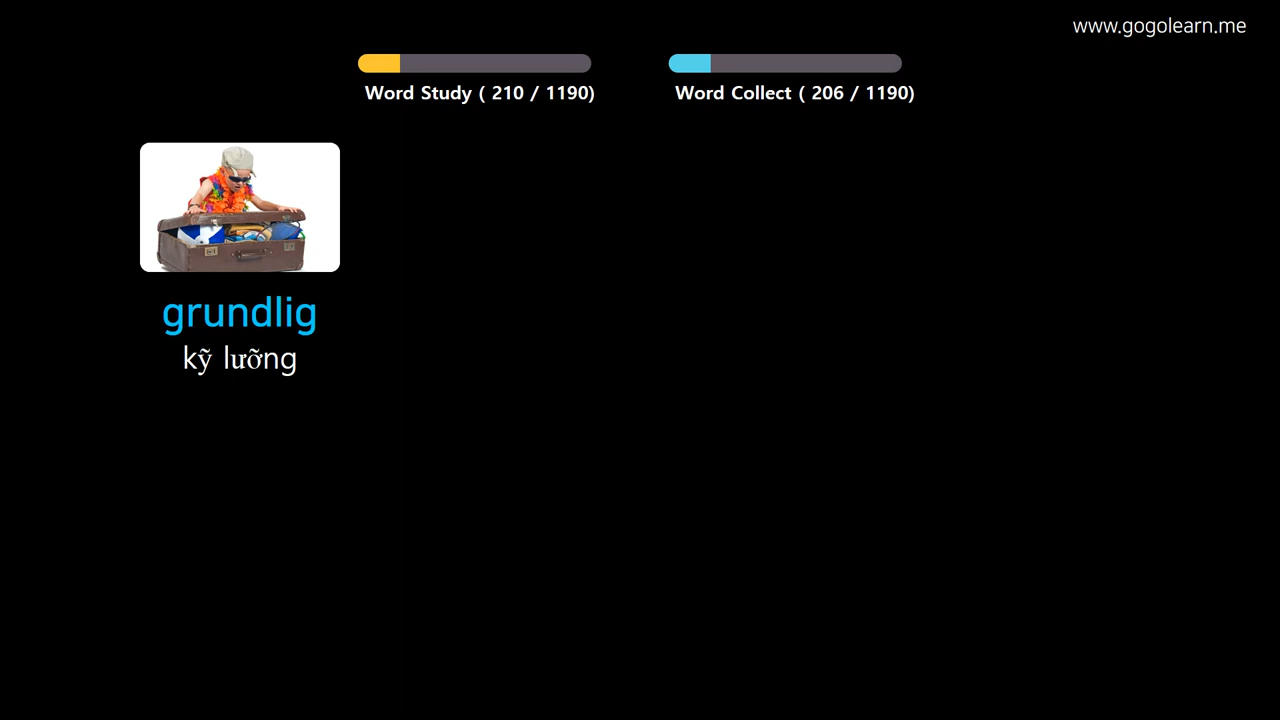 www.gogolearn.me
Word Study ( 210 / 1190)
Word Collect ( 206 / 1190)
grundlig
kỹ lưỡng